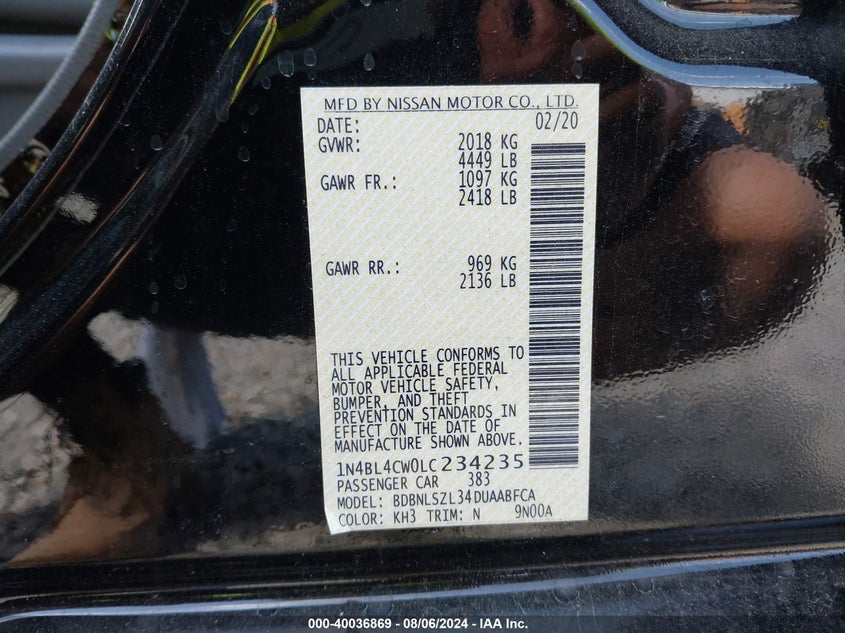 MFD BY NISSAN MOTOR CO., LTD.
DATE: 02/20
GVWR: 2018 KG
4449 LB
GAWR FR.: 1097 KG
2418 LB
GAWR RR.: 969 KG
2136 LB
THIS VEHICLE CONFORMS TO
ALL APPLICABLE FEDERAL
MOTOR VEHICLE SAFETY,
BUMPER, AND THEFT
PREVENTION STANDARDS IN
EFFECT ON THE DATE OF
MANUFACTURE SHOWN ABOVE.
1N4BL4CW0LC234235
PASSENGER CAR 383
MODEL: BDBNLSZL34DUAABFCA
COLOR: KH3 TRIM: N 9N00A
000-40036869 - 08/06/2024 - IAA Inc.